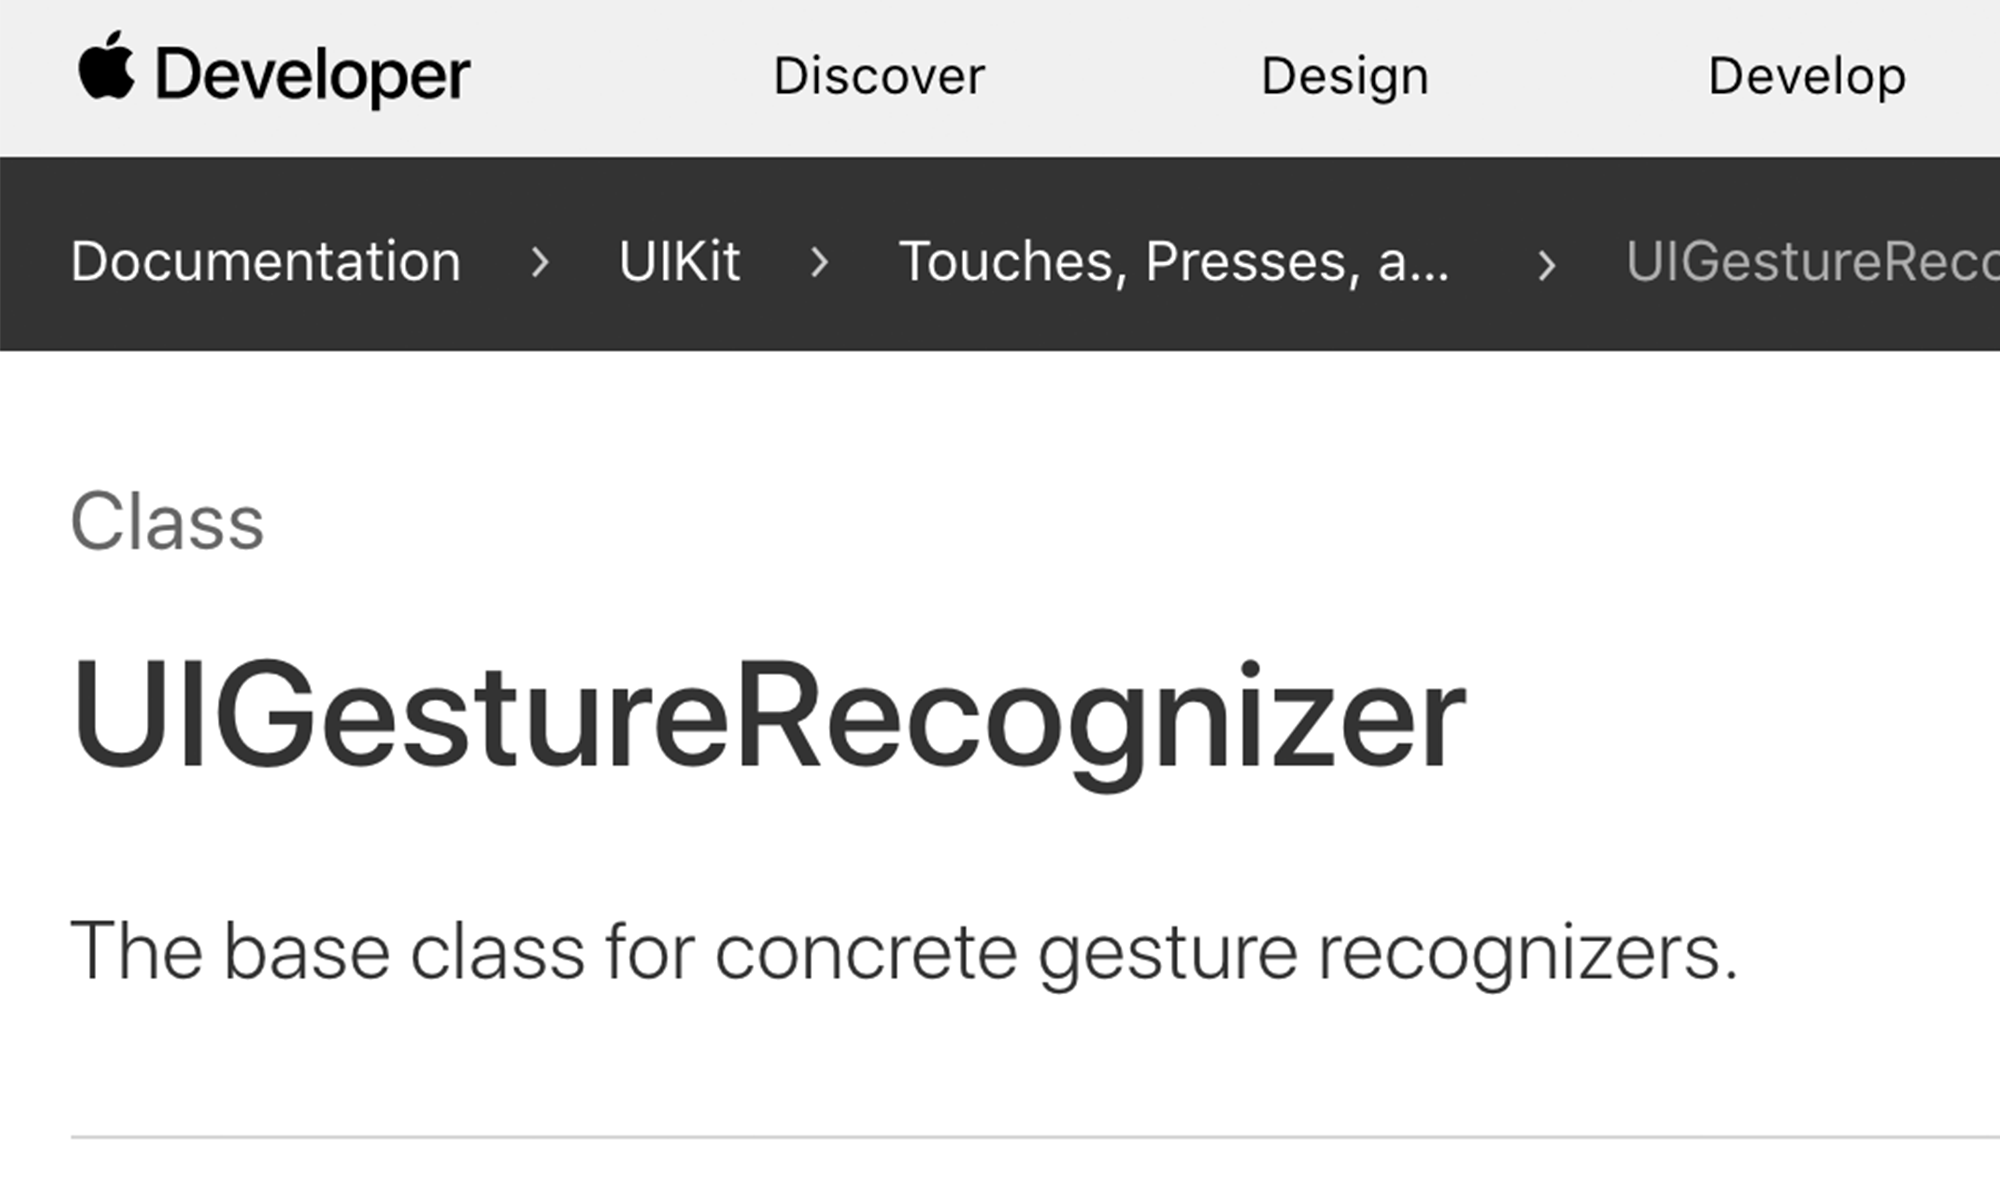 Developer Discover Design Develop
Documentation > UIKit > Touches, Presses, a... > UIGestureReco
Class
UIGestureRecognizer
The base class for concrete gesture recognizers.